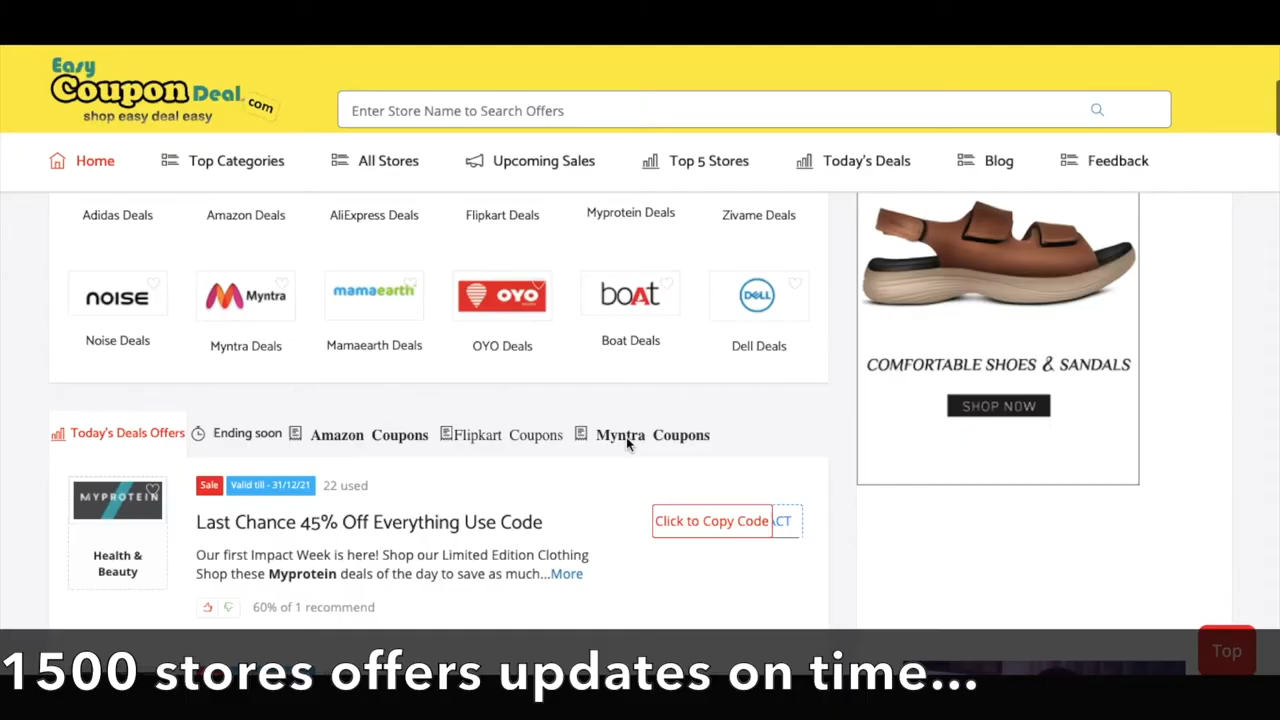 Easy
Coupon Deal.com
shop easy deal easy
Enter Store Name to Search Offers
Home Top Categories All Stores Upcoming Sales Top 5 Stores Today's Deals Blog Feedback
Adidas Deals Amazon Deals AliExpress Deals Flipkart Deals Myprotein Deals Zivame Deals
NOISE Myntra mamaearth OYO boAt DELL
Noise Deals Myntra Deals Mamaearth Deals OYO Deals Boat Deals Dell Deals
COMFORTABLE SHOES & SANDALS
SHOP NOW
Today's Deals Offers Ending soon Amazon Coupons Flipkart Coupons Myntra Coupons
MYPROTEIN
Health &
Beauty
Sale Valid till - 31/12/21 22 used
Last Chance 45% Off Everything Use Code
Click to Copy Code CT
Our first Impact Week is here! Shop our Limited Edition Clothing
Shop these Myprotein deals of the day to save as much...More
60% of 1 recommend
Top
1500 stores offers updates on time...